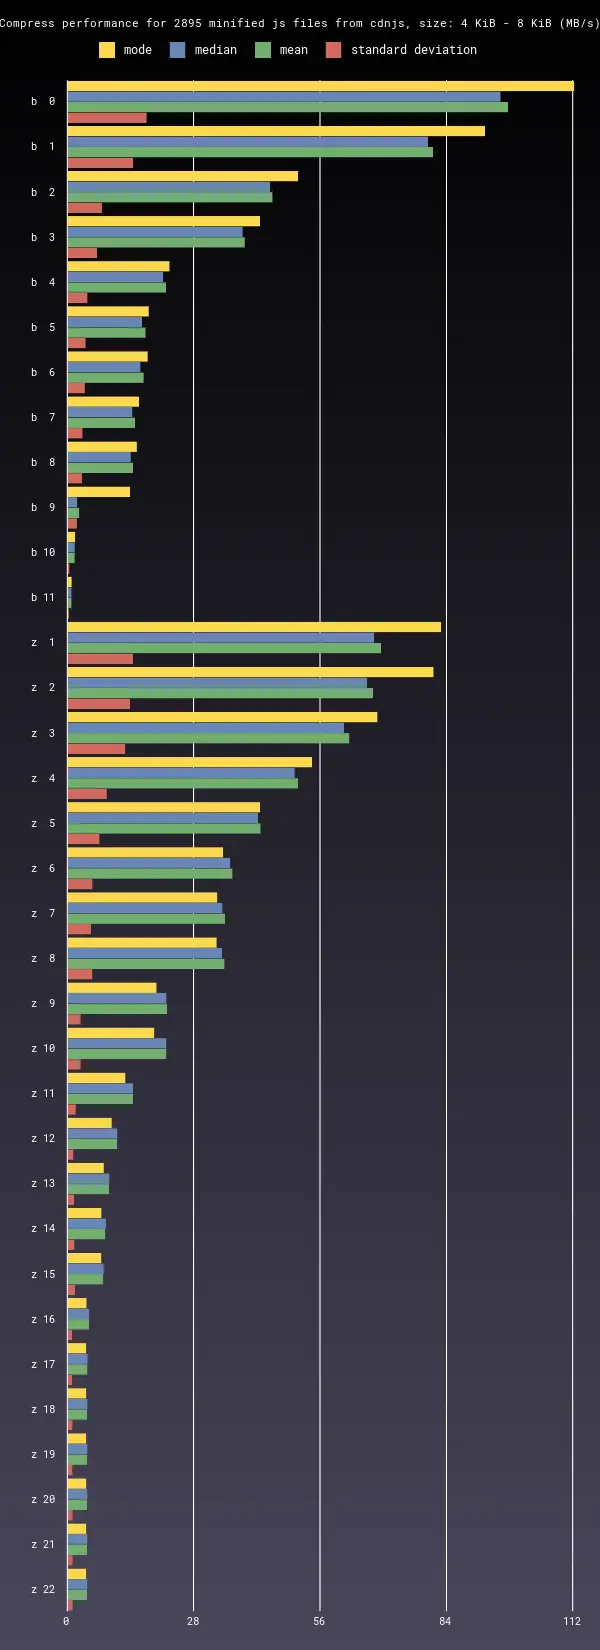 Compress performance for 2895 minified js files from cdnjs, size: 4 KiB - 8 KiB (MB/s)
mode median mean standard deviation
b 0
b 1
b 2
b 3
b 4
b 5
b 6
b 7
b 8
b 9
b 10
b 11
z 1
z 2
z 3
z 4
z 5
z 6
z 7
z 8
z 9
z 10
z 11
z 12
z 13
z 14
z 15
z 16
z 17
z 18
z 19
z 20
z 21
z 22
0 28 56 84 112